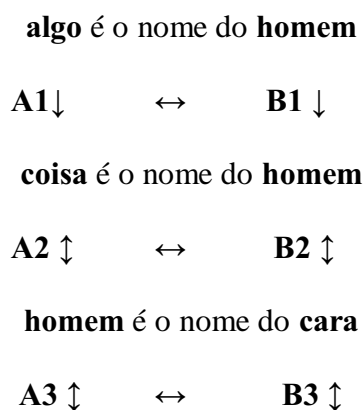 algo é o nome do homem
A1↓ ↔ B1 ↓
coisa é o nome do homem
A2 ↕ ↔ B2 ↕
homem é o nome do cara
A3 ↕ ↔ B3 ↕